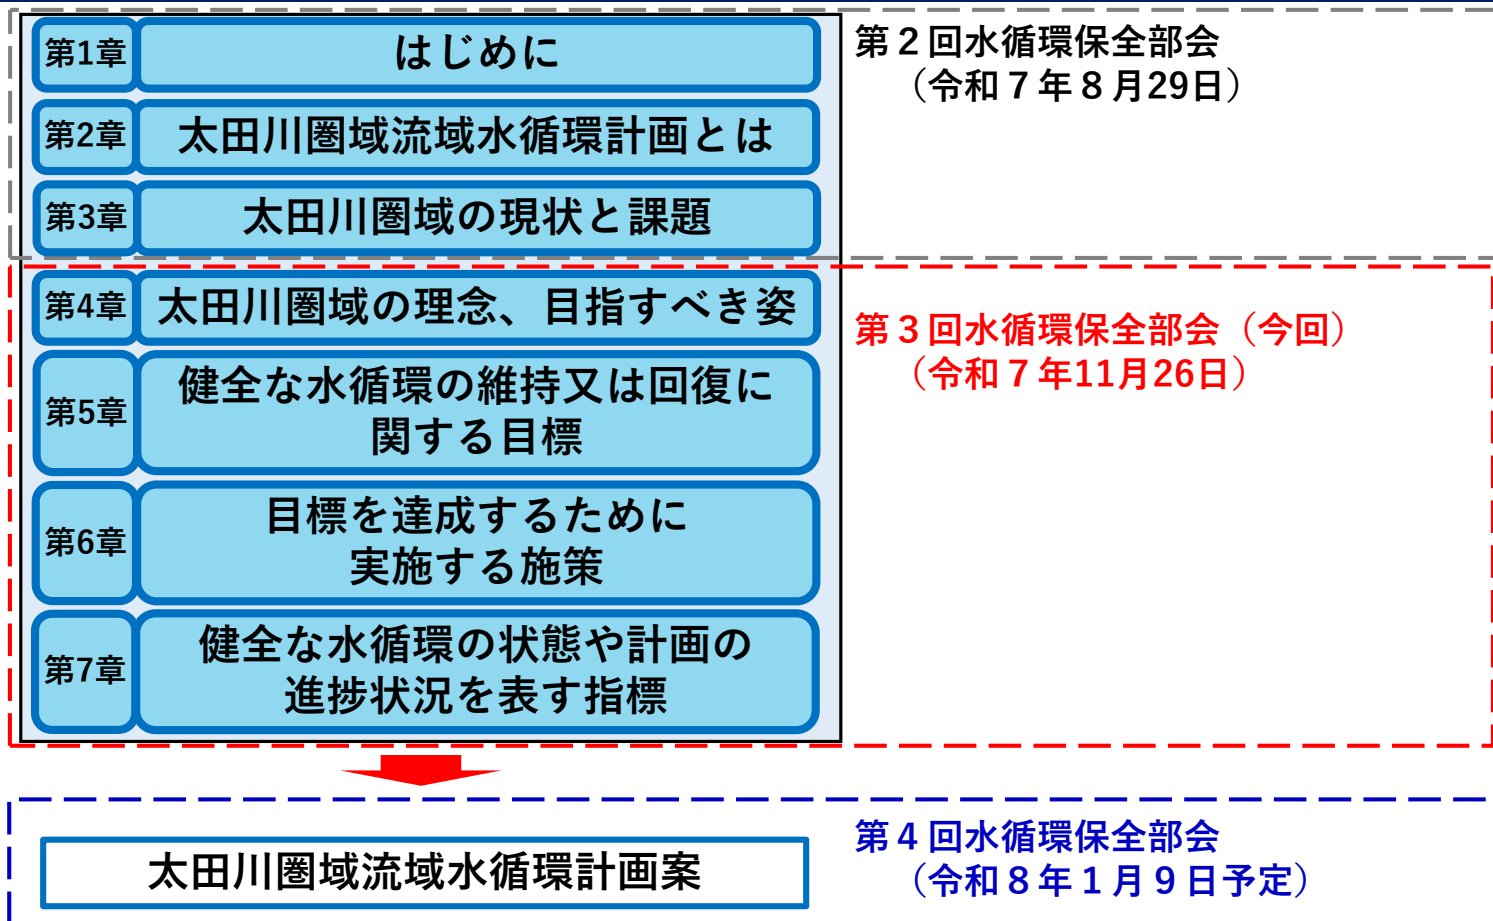 第1章
はじめに
第2章
太田川圏域流域水循環計画とは
第3章
太田川圏域の現状と課題
第２回水循環保全部会
（令和７年８月29日）
第4章
太田川圏域の理念、目指すべき姿
第5章
健全な水循環の維持又は回復に
関する目標
第6章
目標を達成するために
実施する施策
第7章
健全な水循環の状態や計画の
進捗状況を表す指標
第３回水循環保全部会（今回）
（令和７年11月26日）
太田川圏域流域水循環計画案
第４回水循環保全部会
（令和８年１月９日予定）